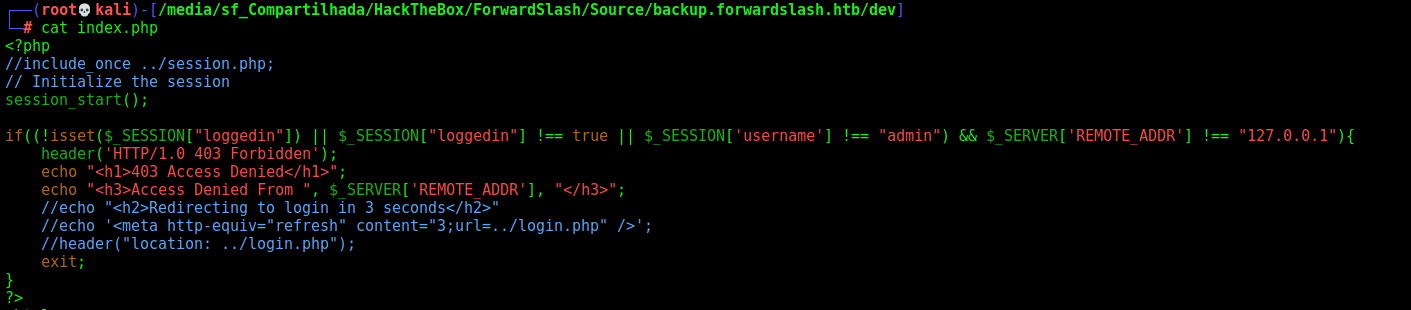 ┌──(root💀kali)-[/media/sf_Compartilhada/HackTheBox/ForwardSlash/Source/backup.forwardslash.htb/dev]
└─# cat index.php
<?php
//include_once ../session.php;
// Initialize the session
session_start();

if((!isset($_SESSION["loggedin"]) || $_SESSION["loggedin"] !== true || $_SESSION['username'] !== "admin") && $_SERVER['REMOTE_ADDR'] !== "127.0.0.1"){
    header('HTTP/1.0 403 Forbidden');
    echo "<h1>403 Access Denied</h1>";
    echo "<h3>Access Denied From ", $_SERVER['REMOTE_ADDR'], "</h3>";
    //echo "<h2>Redirecting to login in 3 seconds</h2>"
    //echo '<meta http-equiv="refresh" content="3;url=../login.php" />';
    //header("location: ../login.php");
    exit;
}
?>